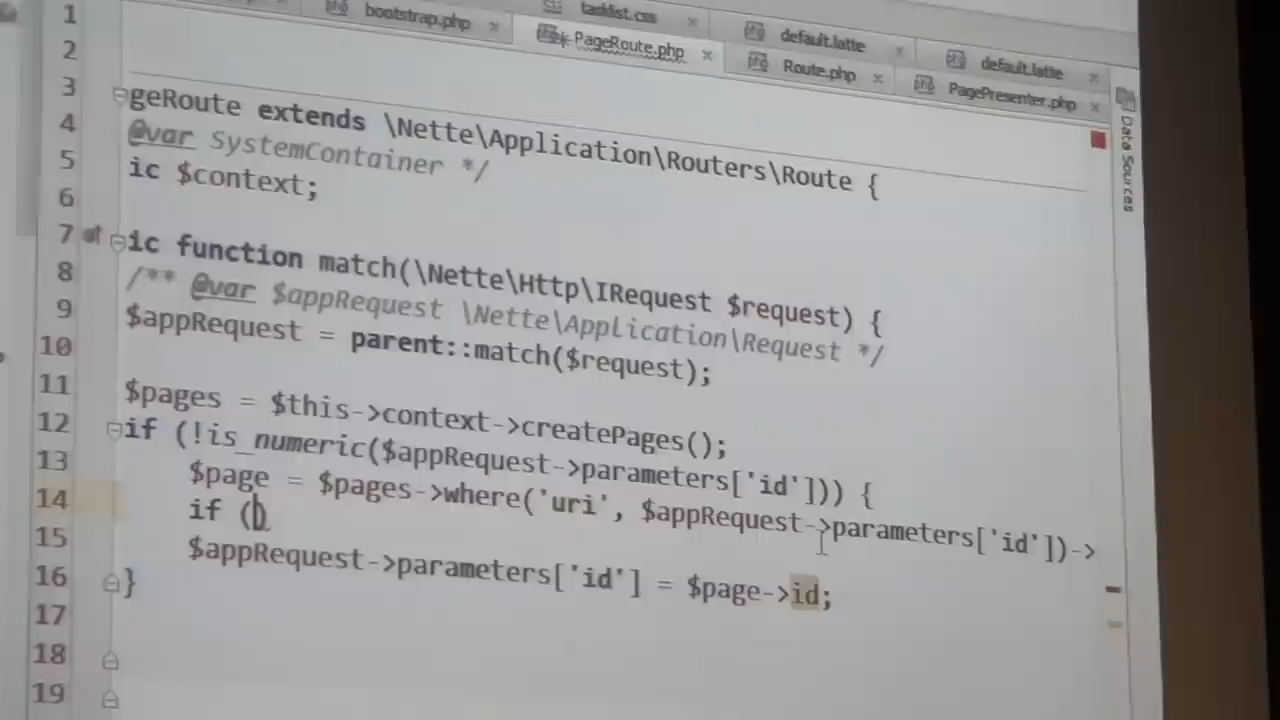 bootstrap.php
tasklist.css
default.latte
default.latte
PageRoute.php
Route.php
PagePresenter.php
Data Sources
1
2
3 geRoute extends \Nette\Application\Routers\Route {
4 @var SystemContainer */
5 ic $context;
6
7 ic function match(\Nette\Http\IRequest $request) {
8 /** @var $appRequest \Nette\Application\Request */
9 $appRequest = parent::match($request);
10
11 $pages = $this->context->createPages();
12 if (!is_numeric($appRequest->parameters['id'])) {
13 $page = $pages->where('uri', $appRequest->parameters['id'])->
14 if ()
15 $appRequest->parameters['id'] = $page->id;
16 }
17
18
19